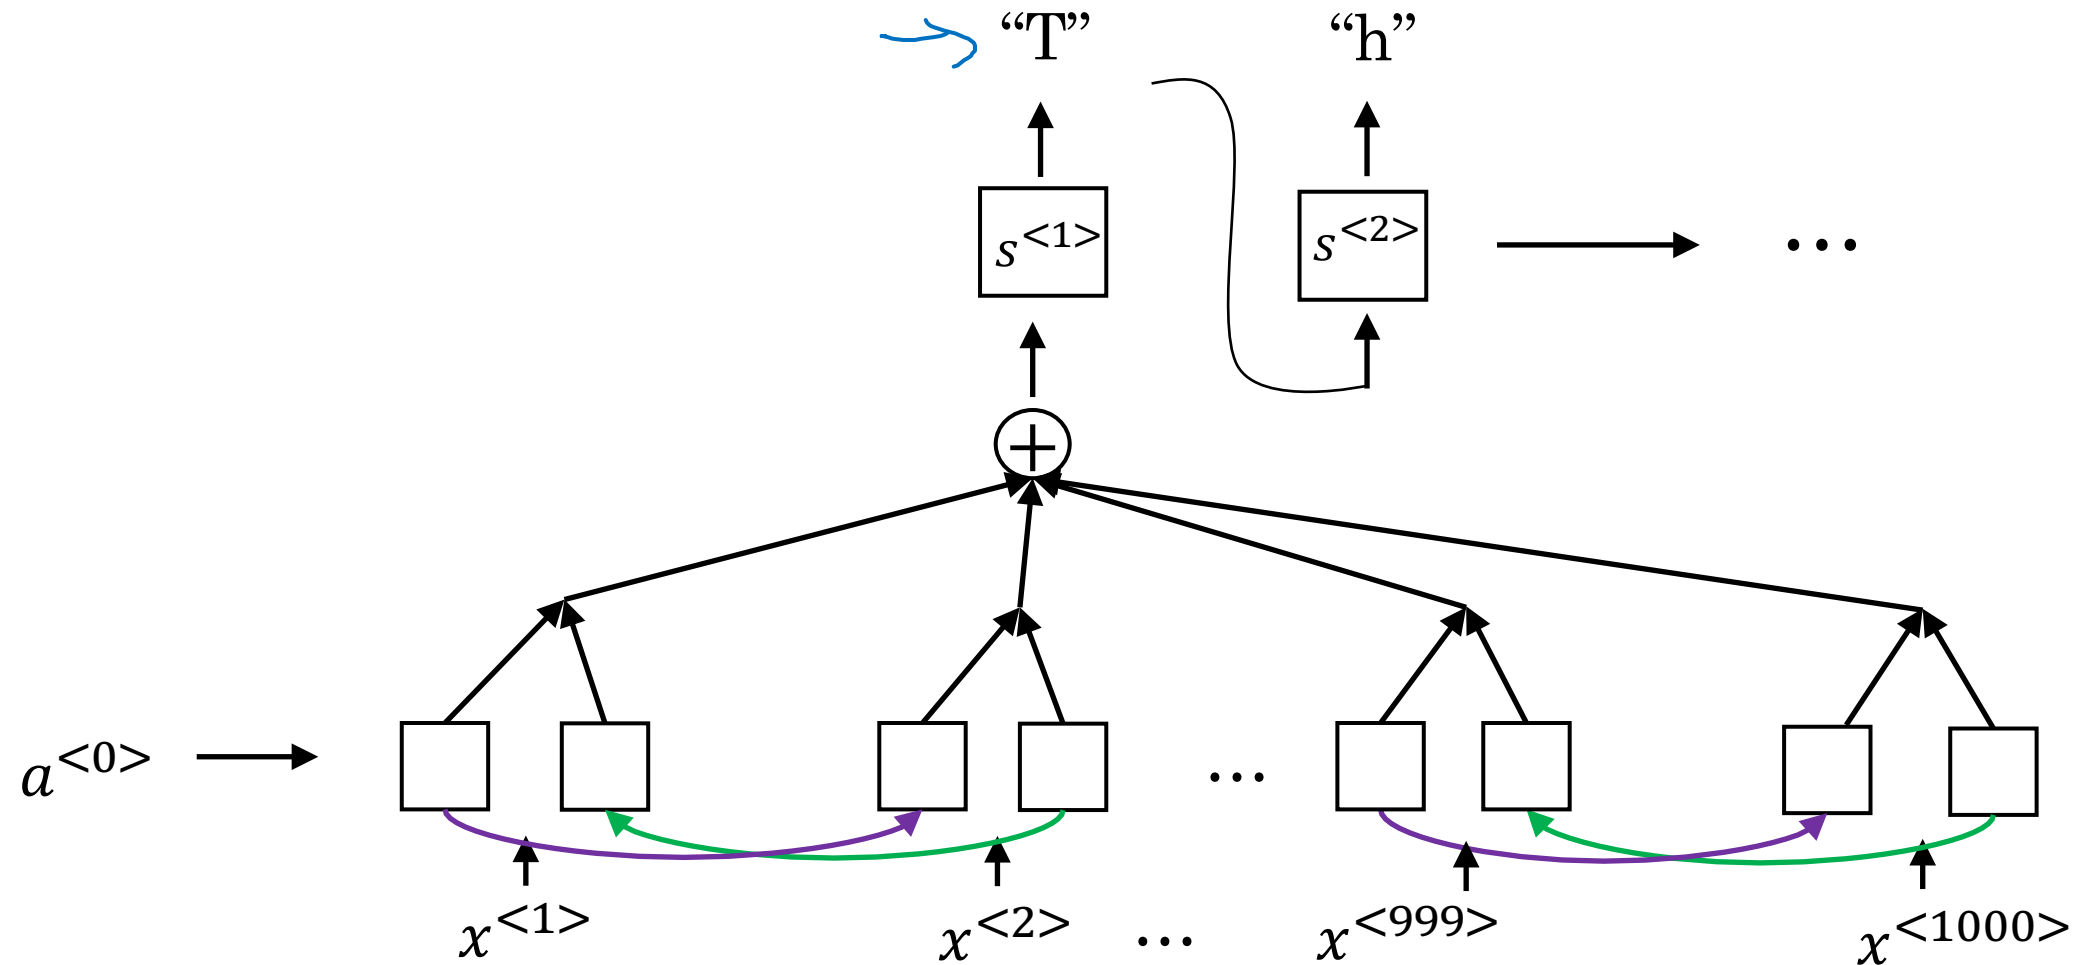 “T” “h”
s<1> s<2> ...
+
a<0> ...
x<1> x<2> ... x<999> x<1000>